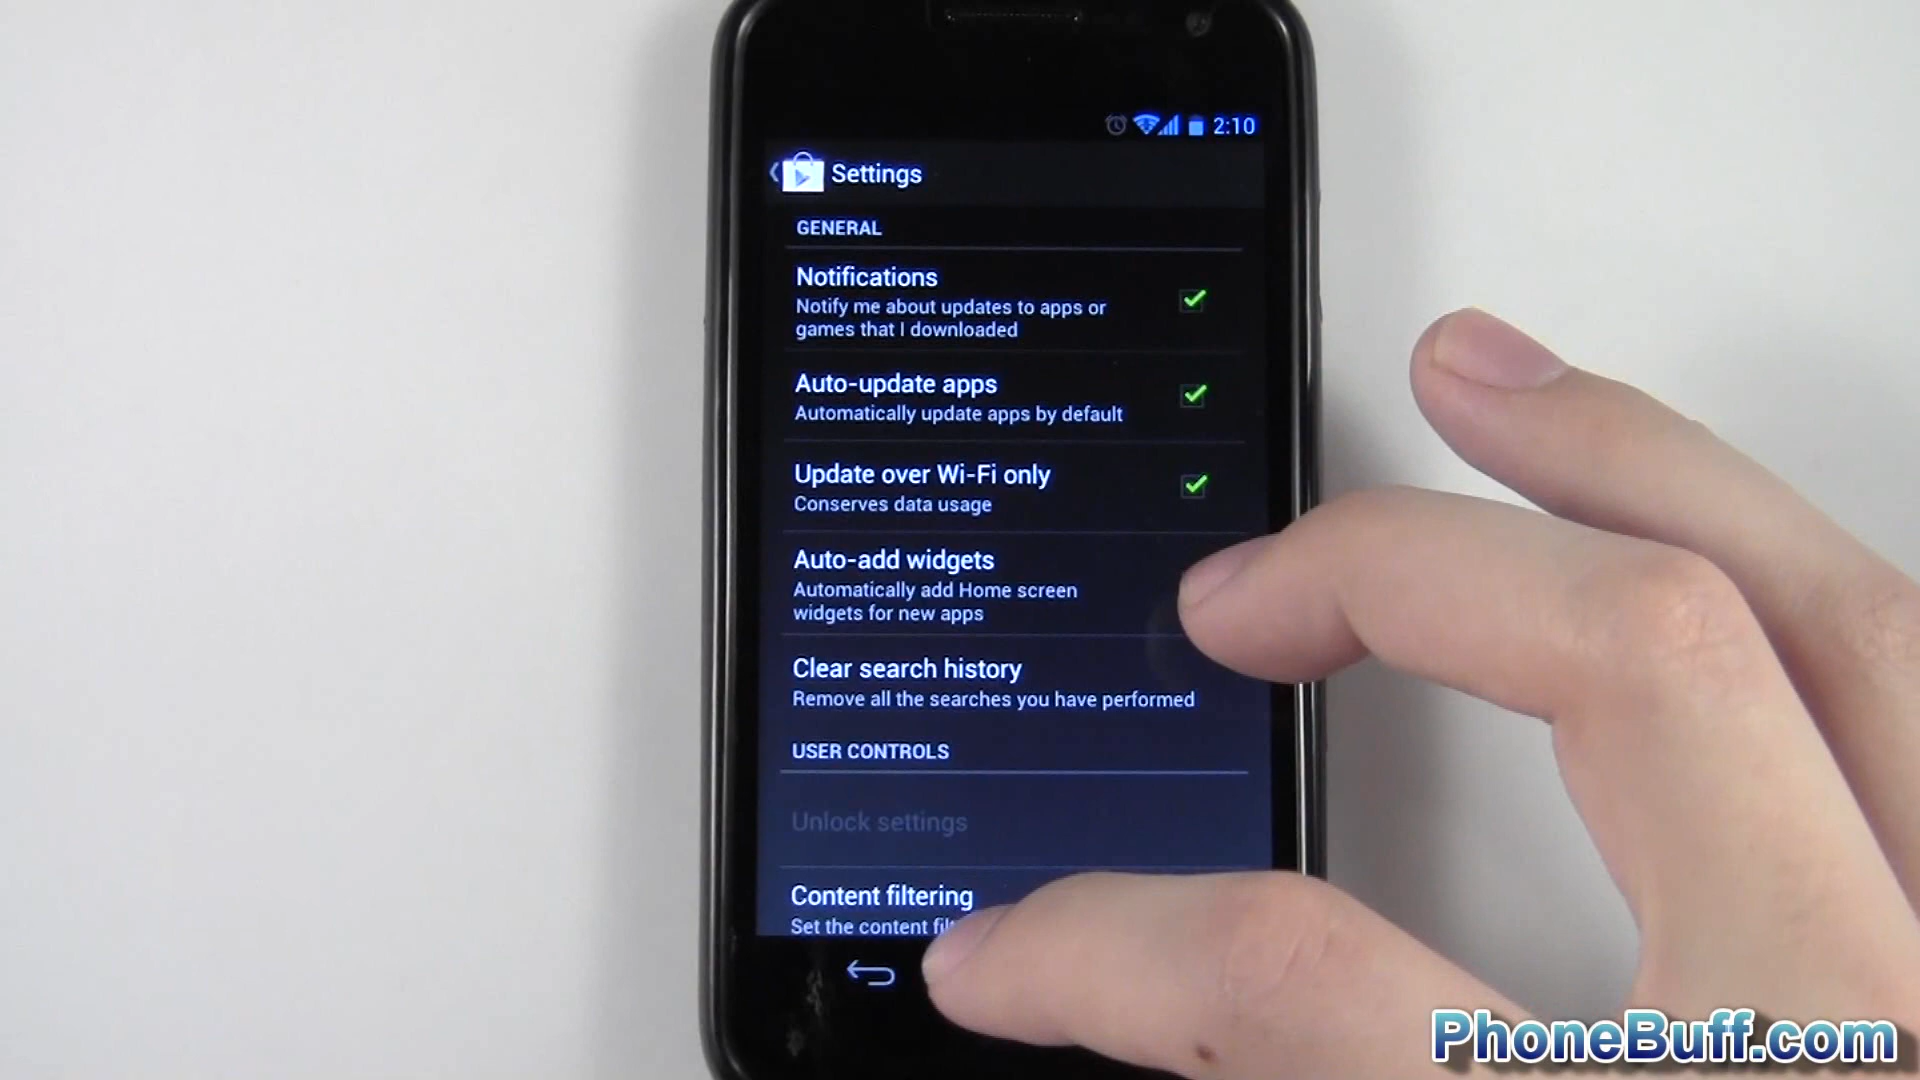 2:10
Settings
GENERAL
Notifications
Notify me about updates to apps or
games that I downloaded
Auto-update apps
Automatically update apps by default
Update over Wi-Fi only
Conserves data usage
Auto-add widgets
Automatically add Home screen
widgets for new apps
Clear search history
Remove all the searches you have performed
USER CONTROLS
Unlock settings
Content filtering
Set the content
PhoneBuff.com